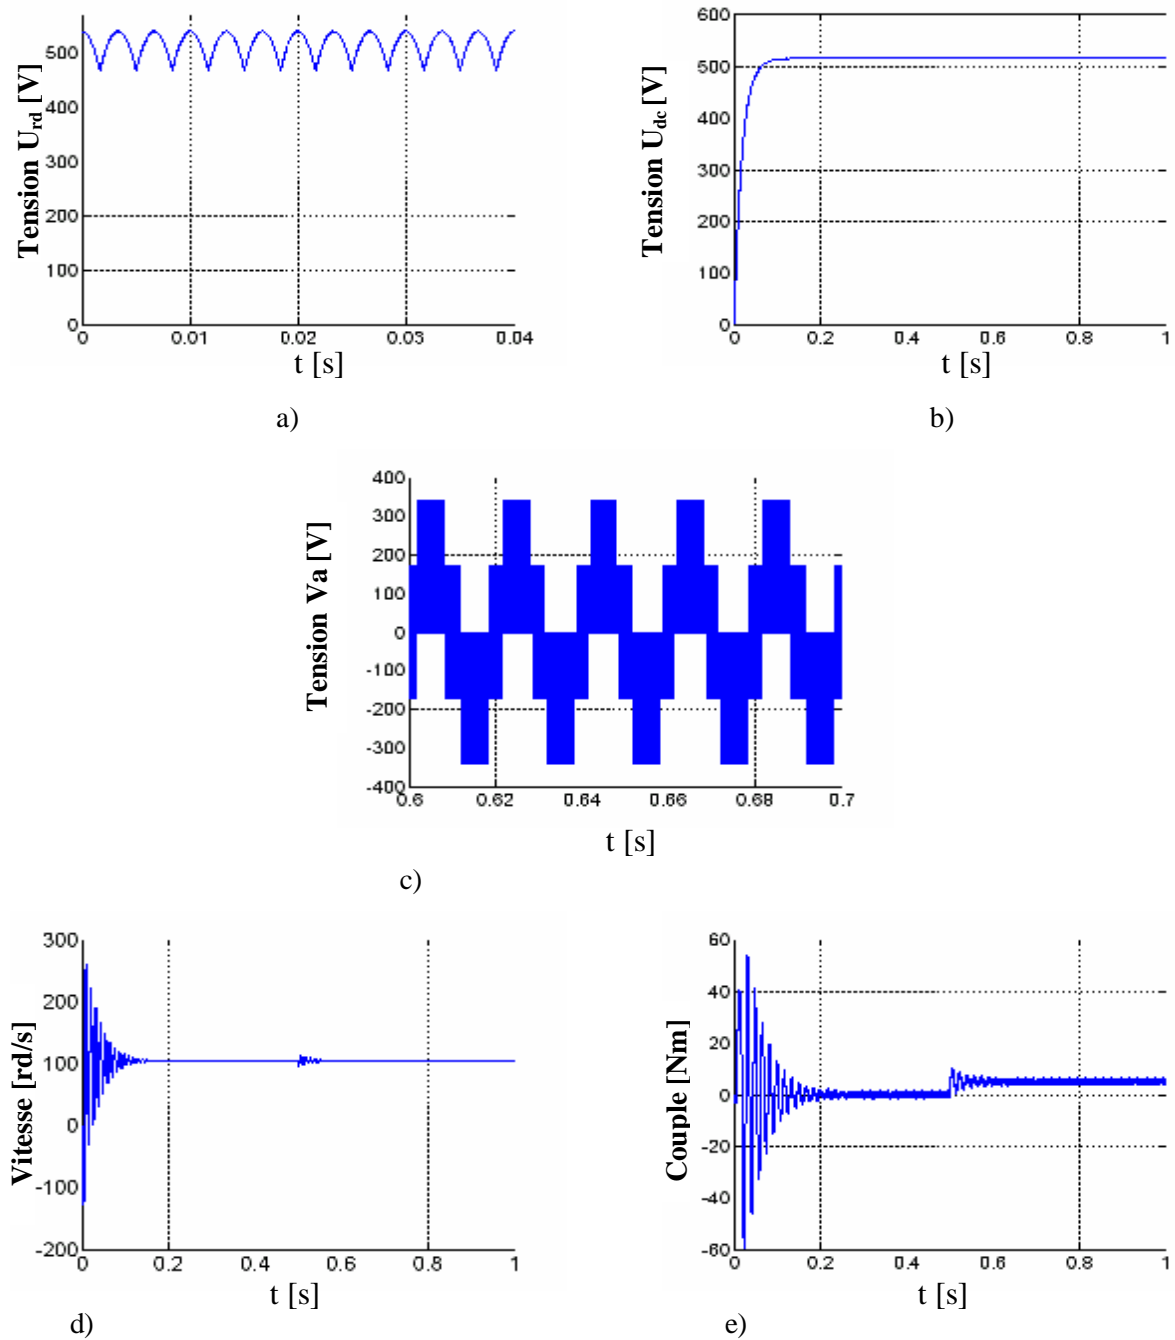 Tension Urd [V]
500
400
300
200
100
0
0 0.01 0.02 0.03 0.04
t [s]
a)
Tension Udc [V]
600
500
400
300
200
100
0
0 0.2 0.4 0.6 0.8 1
t [s]
b)
Tension Va [V]
400
300
200
100
0
-100
-200
-300
-400
0.6 0.62 0.64 0.66 0.68 0.7
t [s]
c)
Vitesse [rd/s]
300
200
100
0
-100
-200
0 0.2 0.4 0.6 0.8 1
t [s]
d)
Couple [Nm]
60
40
20
0
-20
-40
-60
0 0.2 0.4 0.6 0.8 1
t [s]
e)